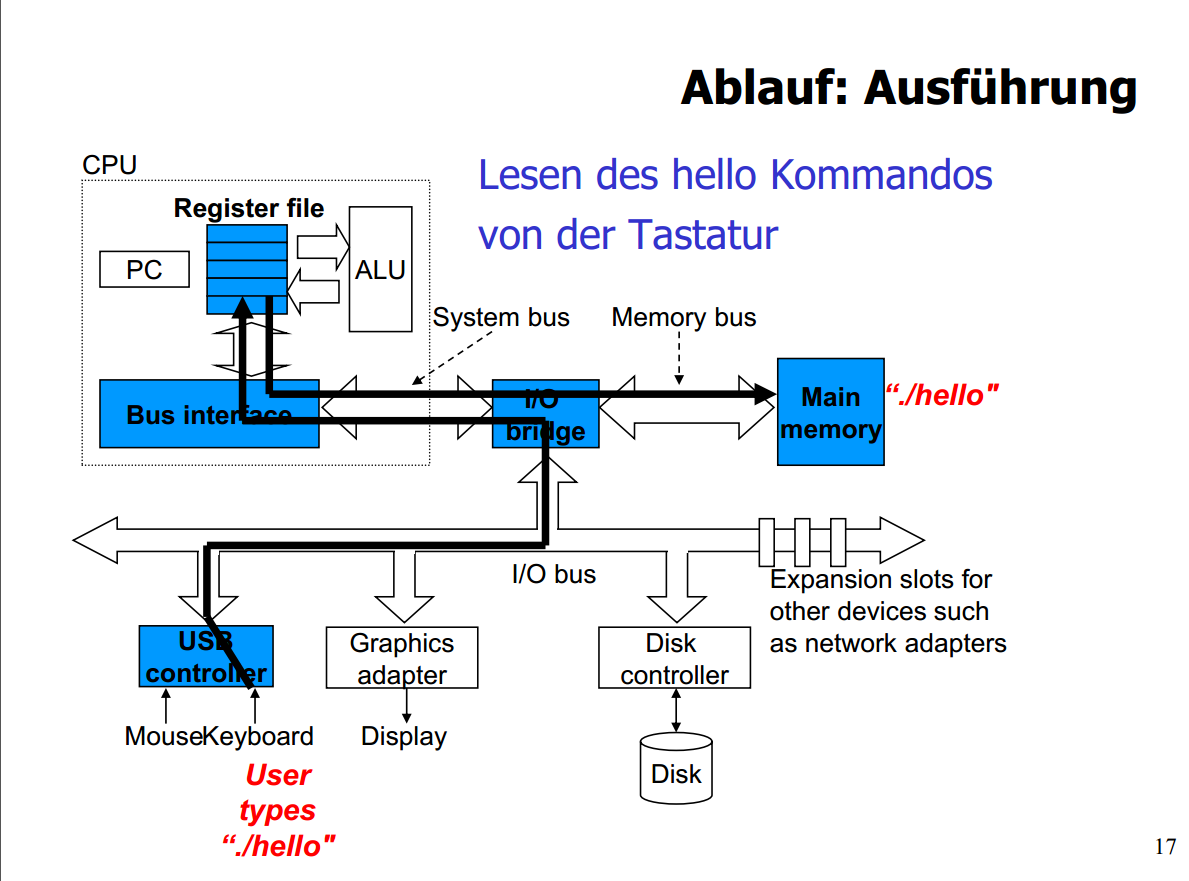 Ablauf: Ausführung
Lesen des hello Kommandos
von der Tastatur
CPU
Register file
PC
ALU
System bus
Memory bus
Bus interface
I/O
bridge
Main
memory
“./hello"
I/O bus
Expansion slots for
other devices such
as network adapters
USB
controller
Graphics
adapter
Disk
controller
Mouse
Keyboard
Display
Disk
User
types
“./hello"
17